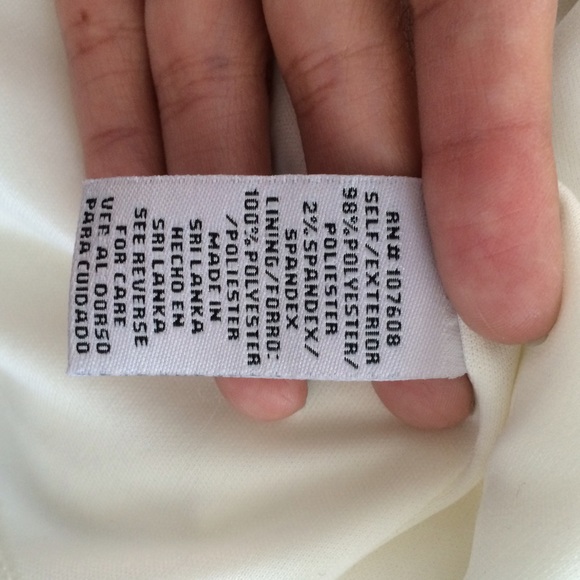 RN# 107608
SELF/EXTERIOR
98%POLYESTER/
POLIESTER
2%SPANDEX/
SPANDEX
LINING/FORRO:
100%POLYESTER
/POLIESTER
MADE IN
SRI LANKA
HECHO EN
SRI LANKA
SEE REVERSE
FOR CARE
VEE AL DORSO
PARA CUIDADO